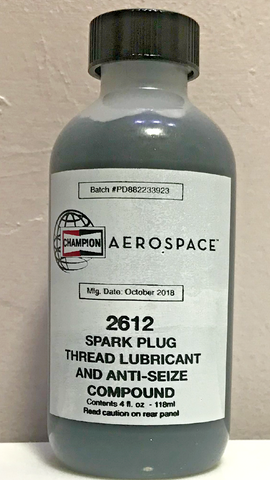 Batch #PD882233923
CHAMPION AEROSPACE™
Mfg. Date: October 2018
2612
SPARK PLUG
THREAD LUBRICANT
AND ANTI-SEIZE
COMPOUND
Contents 4 fl. oz - 118ml
Read caution on rear panel